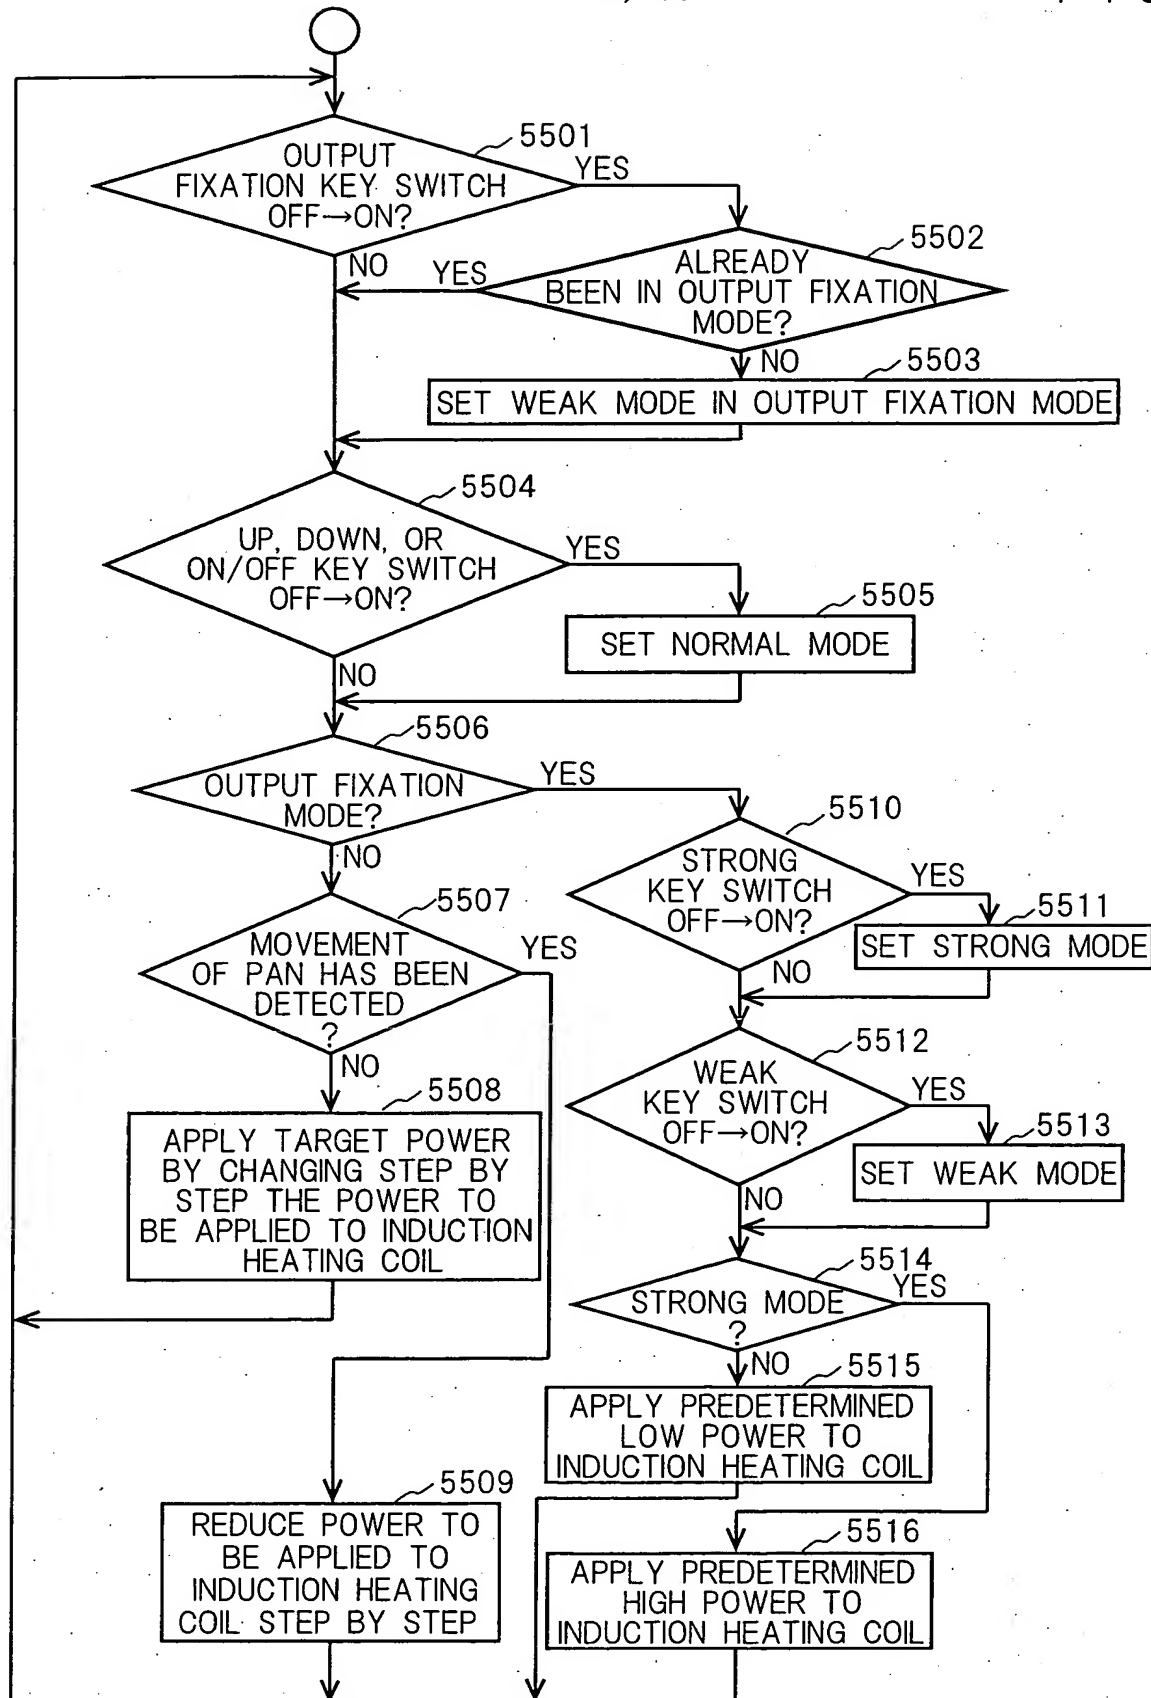 5501
OUTPUT
FIXATION KEY SWITCH
OFF→ON?
YES
NO
5502
ALREADY
BEEN IN OUTPUT FIXATION
MODE?
YES
NO
5503
SET WEAK MODE IN OUTPUT FIXATION MODE
5504
UP, DOWN, OR
ON/OFF KEY SWITCH
OFF→ON?
YES
NO
5505
SET NORMAL MODE
5506
OUTPUT FIXATION
MODE?
YES
NO
5507
MOVEMENT
OF PAN HAS BEEN
DETECTED
?
YES
NO
5508
APPLY TARGET POWER
BY CHANGING STEP BY
STEP THE POWER TO
BE APPLIED TO INDUCTION
HEATING COIL
5509
REDUCE POWER TO
BE APPLIED TO
INDUCTION HEATING
COIL STEP BY STEP
5510
STRONG
KEY SWITCH
OFF→ON?
YES
NO
5511
SET STRONG MODE
5512
WEAK
KEY SWITCH
OFF→ON?
YES
NO
5513
SET WEAK MODE
5514
STRONG MODE
?
YES
NO
5515
APPLY PREDETERMINED
LOW POWER TO
INDUCTION HEATING COIL
5516
APPLY PREDETERMINED
HIGH POWER TO
INDUCTION HEATING COIL